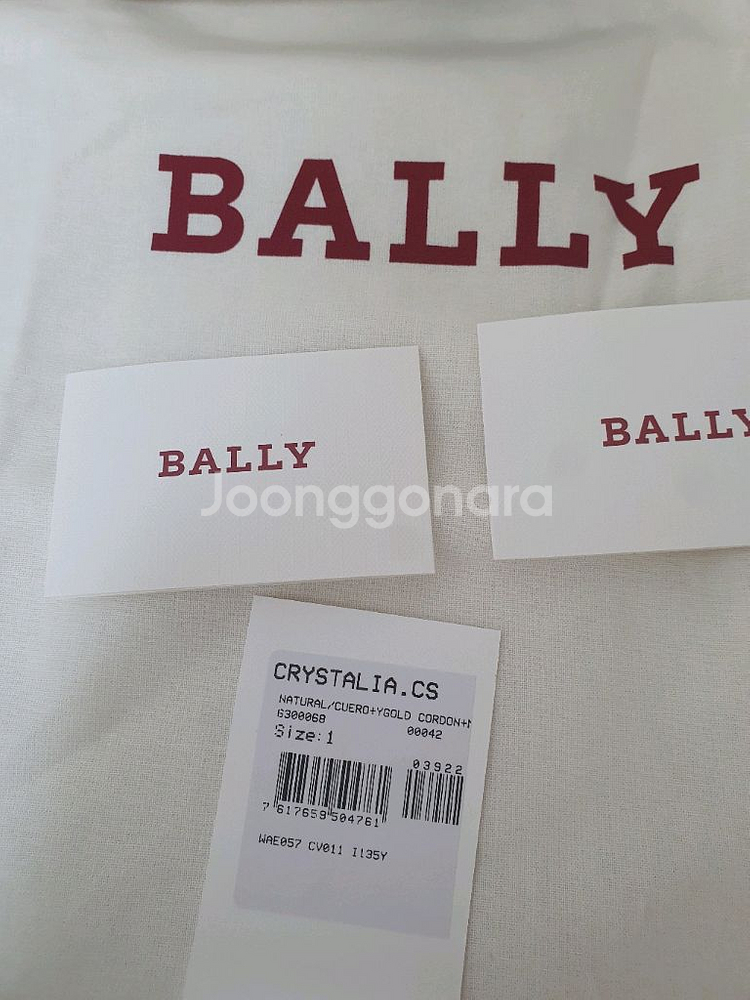 BALLY
BALLY
BALLY
Joonggonara
CRYSTALIA.CS
NATURAL/CUERO+YGOLD CORDON+
6300068 00042
Size:1
03922
7 617659 504761
WAE057 CV011 I135Y